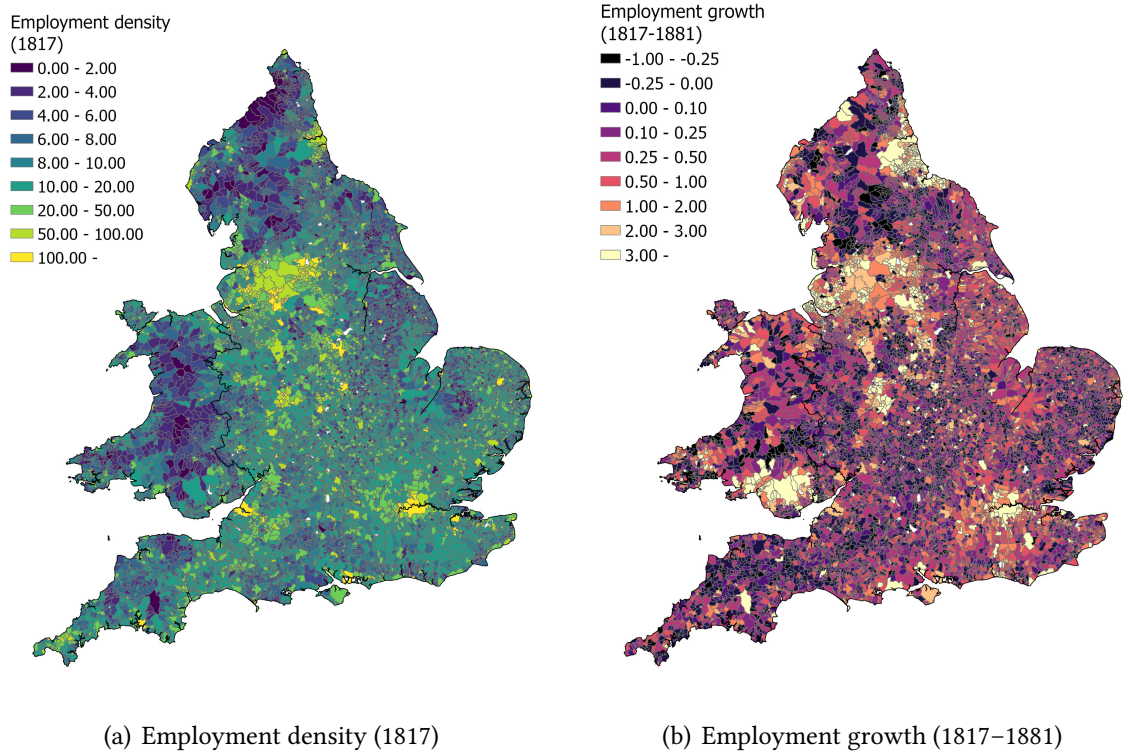 Employment density
(1817)
0.00 - 2.00
2.00 - 4.00
4.00 - 6.00
6.00 - 8.00
8.00 - 10.00
10.00 - 20.00
20.00 - 50.00
50.00 - 100.00
100.00 -
Employment growth
(1817-1881)
-1.00 - -0.25
-0.25 - 0.00
0.00 - 0.10
0.10 - 0.25
0.25 - 0.50
0.50 - 1.00
1.00 - 2.00
2.00 - 3.00
3.00 -
(a) Employment density (1817)
(b) Employment growth (1817–1881)